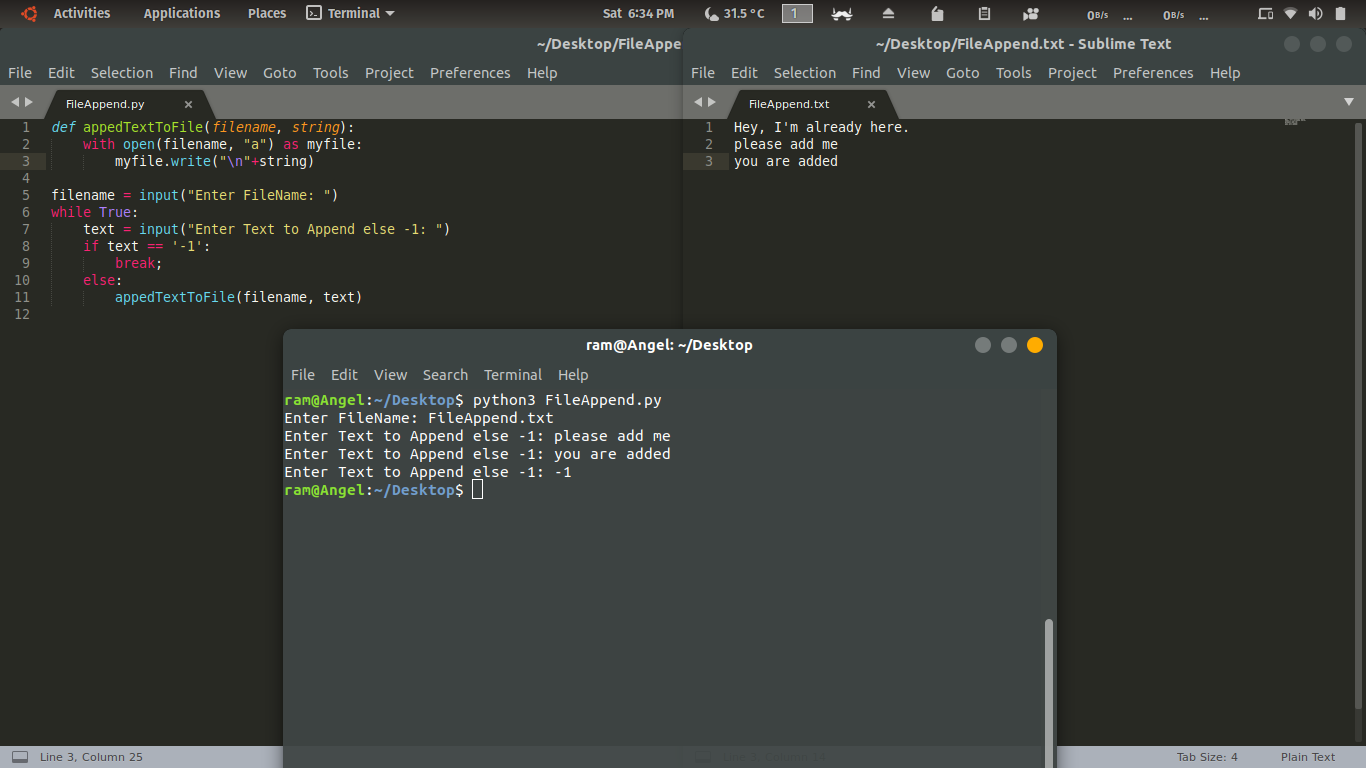 Activities Applications Places Terminal Sat 6:34 PM 31.5 °C 1 0B/s ... 0B/s ...
~/Desktop/FileAppe
File Edit Selection Find View Goto Tools Project Preferences Help
FileAppend.py ×
1 def appedTextToFile(filename, string):
2     with open(filename, "a") as myfile:
3         myfile.write("\n"+string)
4
5 filename = input("Enter FileName: ")
6 while True:
7     text = input("Enter Text to Append else -1: ")
8     if text == '-1':
9         break;
10     else:
11         appedTextToFile(filename, text)
12
~/Desktop/FileAppend.txt - Sublime Text
File Edit Selection Find View Goto Tools Project Preferences Help
FileAppend.txt ×
1 Hey, I'm already here.
2 please add me
3 you are added
ram@Angel: ~/Desktop
File Edit View Search Terminal Help
ram@Angel:~/Desktop$ python3 FileAppend.py
Enter FileName: FileAppend.txt
Enter Text to Append else -1: please add me
Enter Text to Append else -1: you are added
Enter Text to Append else -1: -1
ram@Angel:~/Desktop$
Line 3, Column 25
Tab Size: 4 Plain Text